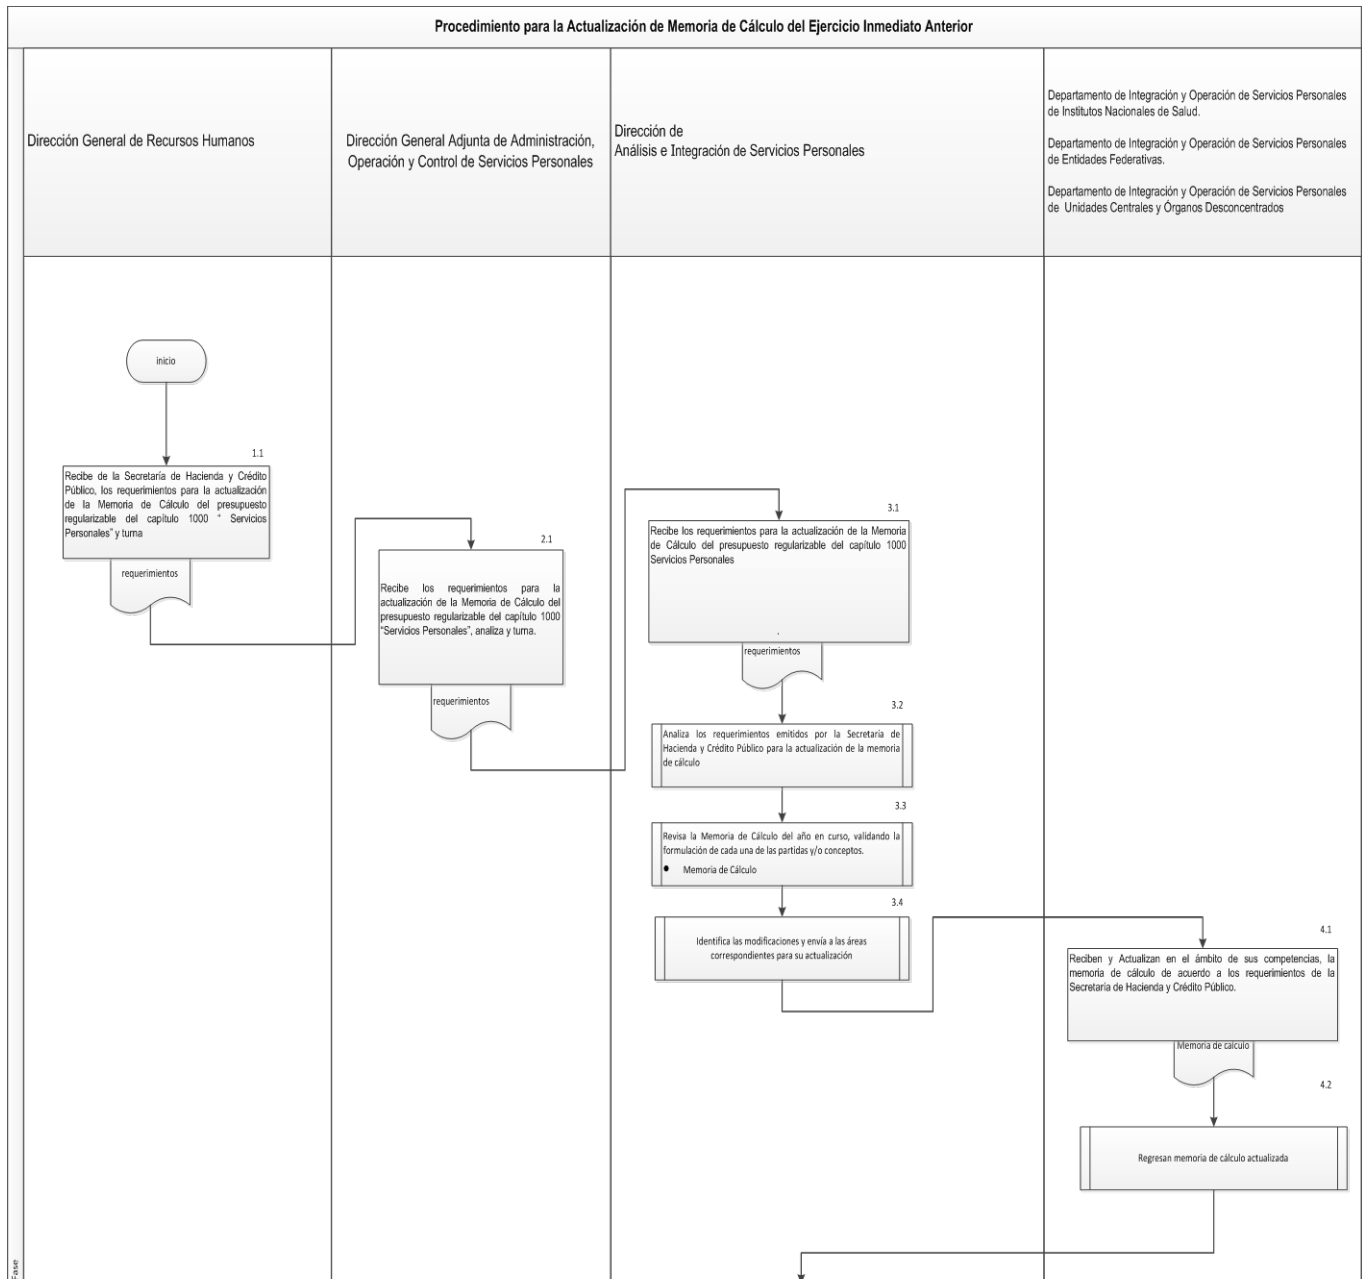 Procedimiento para la Actualización de Memoria de Cálculo del Ejercicio Inmediato Anterior
Dirección General de Recursos Humanos
Dirección General Adjunta de Administración,
Operación y Control de Servicios Personales
Dirección de
Análisis e Integración de Servicios Personales
Departamento de Integración y Operación de Servicios Personales
de Institutos Nacionales de Salud.
Departamento de Integración y Operación de Servicios Personales
de Entidades Federativas.
Departamento de Integración y Operación de Servicios Personales
de Unidades Centrales y Órganos Desconcentrados
inicio
1.1
Recibe de la Secretaría de Hacienda y Crédito
Público, los requerimientos para la actualización
de la Memoria de Cálculo del presupuesto
regularizable del capítulo 1000 “ Servicios
Personales” y turna
requerimientos
2.1
Recibe los requerimientos para la
actualización de la Memoria de Cálculo del
presupuesto regularizable del capítulo 1000
“Servicios Personales”, analiza y turna.
requerimientos
3.1
Recibe los requerimientos para la actualización de la Memoria
de Cálculo del presupuesto regularizable del capítulo 1000
Servicios Personales
.
requerimientos
3.2
Analiza los requerimientos emitidos por la Secretaría de
Hacienda y Crédito Público para la actualización de la memoria
de cálculo
3.3
Revisa la Memoria de Cálculo del año en curso, validando la
formulación de cada una de las partidas y/o conceptos.
● Memoria de Cálculo
3.4
Identifica las modificaciones y envía a las áreas
correspondientes para su actualización
4.1
Reciben y Actualizan en el ámbito de sus competencias, la
memoria de cálculo de acuerdo a los requerimientos de la
Secretaría de Hacienda y Crédito Público.
Memoria de calculo
4.2
Regresan memoria de cálculo actualizada
Fase